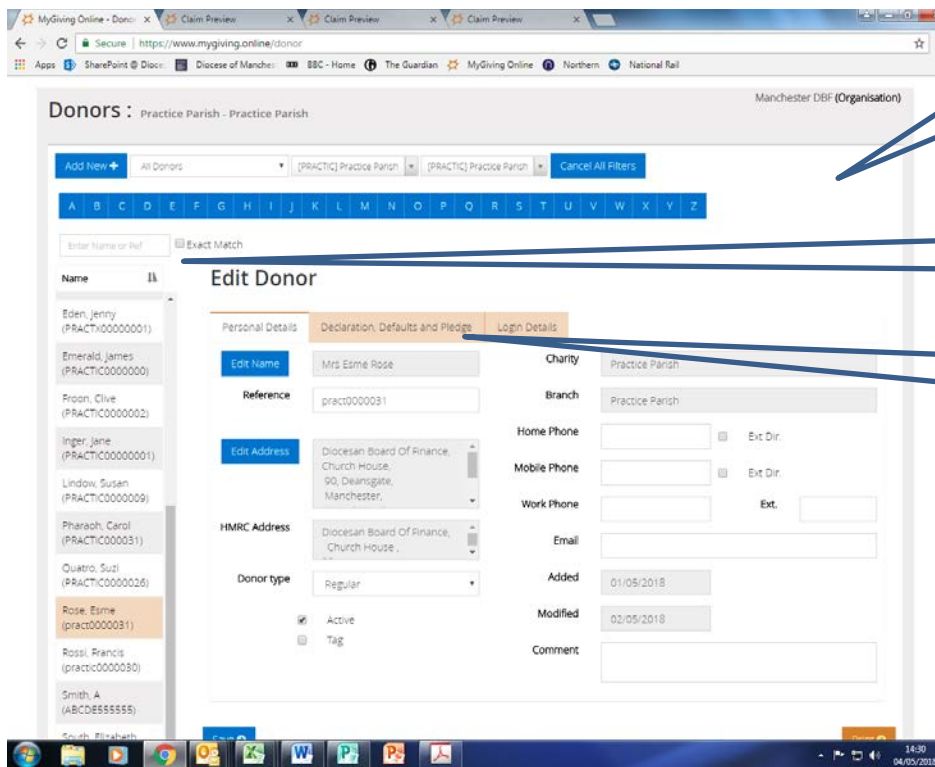 MyGiving Online - Donor Claim Preview Claim Preview Claim Preview
Secure https://www.mygiving.online/donor
Apps SharePoint @ Dioce Diocese of Manches BBC - Home The Guardian MyGiving Online Northern National Rail
Manchester DBF (Organisation)
Donors : Practice Parish - Practice Parish
Add New All Donors [PRACTIC] Practice Parish [PRACTIC] Practice Parish Cancel All Filters
A B C D E F G H I J K L M N O P Q R S T U V W X Y Z
Enter Name or Ref Exact Match
Name
Edit Donor
Eden, Jenny
(PRACTX00000001)
Emerald, James
(PRACTIC0000000)
Froon, Clive
(PRACTIC0000002)
Inger, Jane
(PRACTIC00000001)
Lindow, Susan
(PRACTIC0000009)
Pharaoh, Carol
(PRACTIC000031)
Quatro, Suzi
(PRACTIC0000026)
Rose, Esme
(pract0000031)
Rossi, Francis
(practic0000030)
Smith, A
(ABCDE555555)
South, Elizabeth
Personal Details Declaration, Defaults and Pledge Login Details
Edit Name Mrs Esme Rose
Reference pract0000031
Edit Address Diocesan Board Of Finance,
Church House,
90, Deansgate,
Manchester,
HMRC Address Diocesan Board Of Finance,
Church House ,
Donor type Regular
Active
Tag
Charity Practice Parish
Branch Practice Parish
Home Phone Ext Dir.
Mobile Phone Ext Dir.
Work Phone Ext.
Email
Added 01/05/2018
Modified 02/05/2018
Comment
Save
14:30
04/05/2018